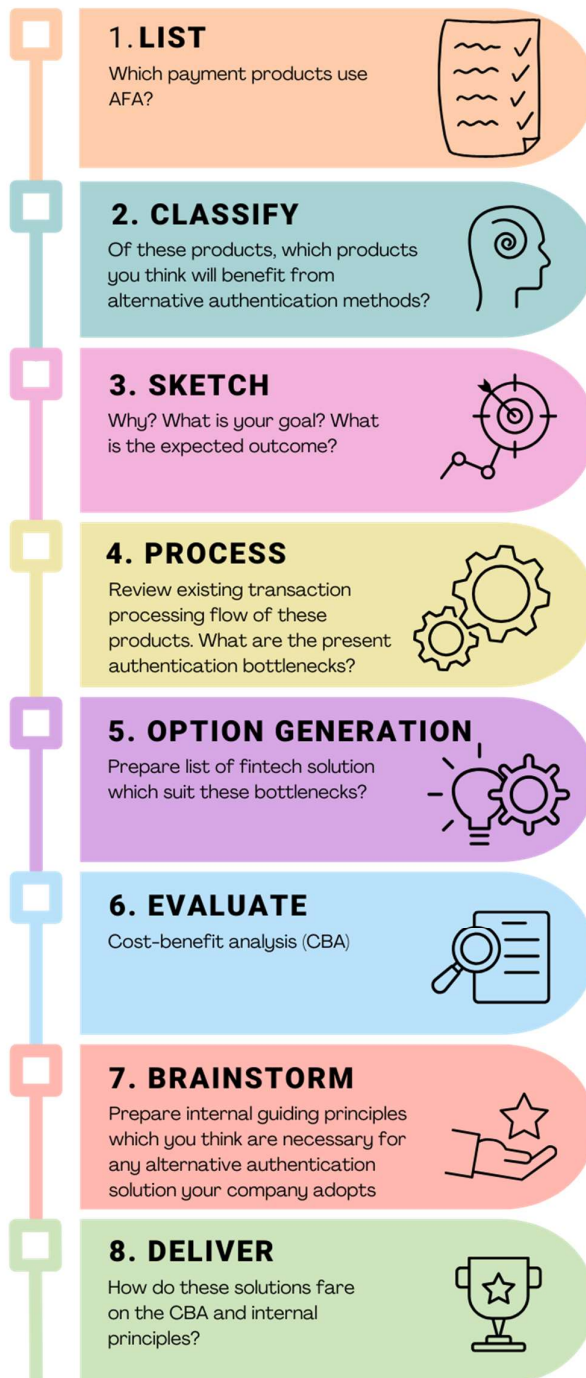 1. LIST
Which payment products use
AFA?
2. CLASSIFY
Of these products, which products
you think will benefit from
alternative authentication methods?
3. SKETCH
Why? What is your goal? What
is the expected outcome?
4. PROCESS
Review existing transaction
processing flow of these
products. What are the present
authentication bottlenecks?
5. OPTION GENERATION
Prepare list of fintech solution
which suit these bottlenecks?
6. EVALUATE
Cost-benefit analysis (CBA)
7. BRAINSTORM
Prepare internal guiding principles
which you think are necessary for
any alternative authentication
solution your company adopts
8. DELIVER
How do these solutions fare
on the CBA and internal
principles?